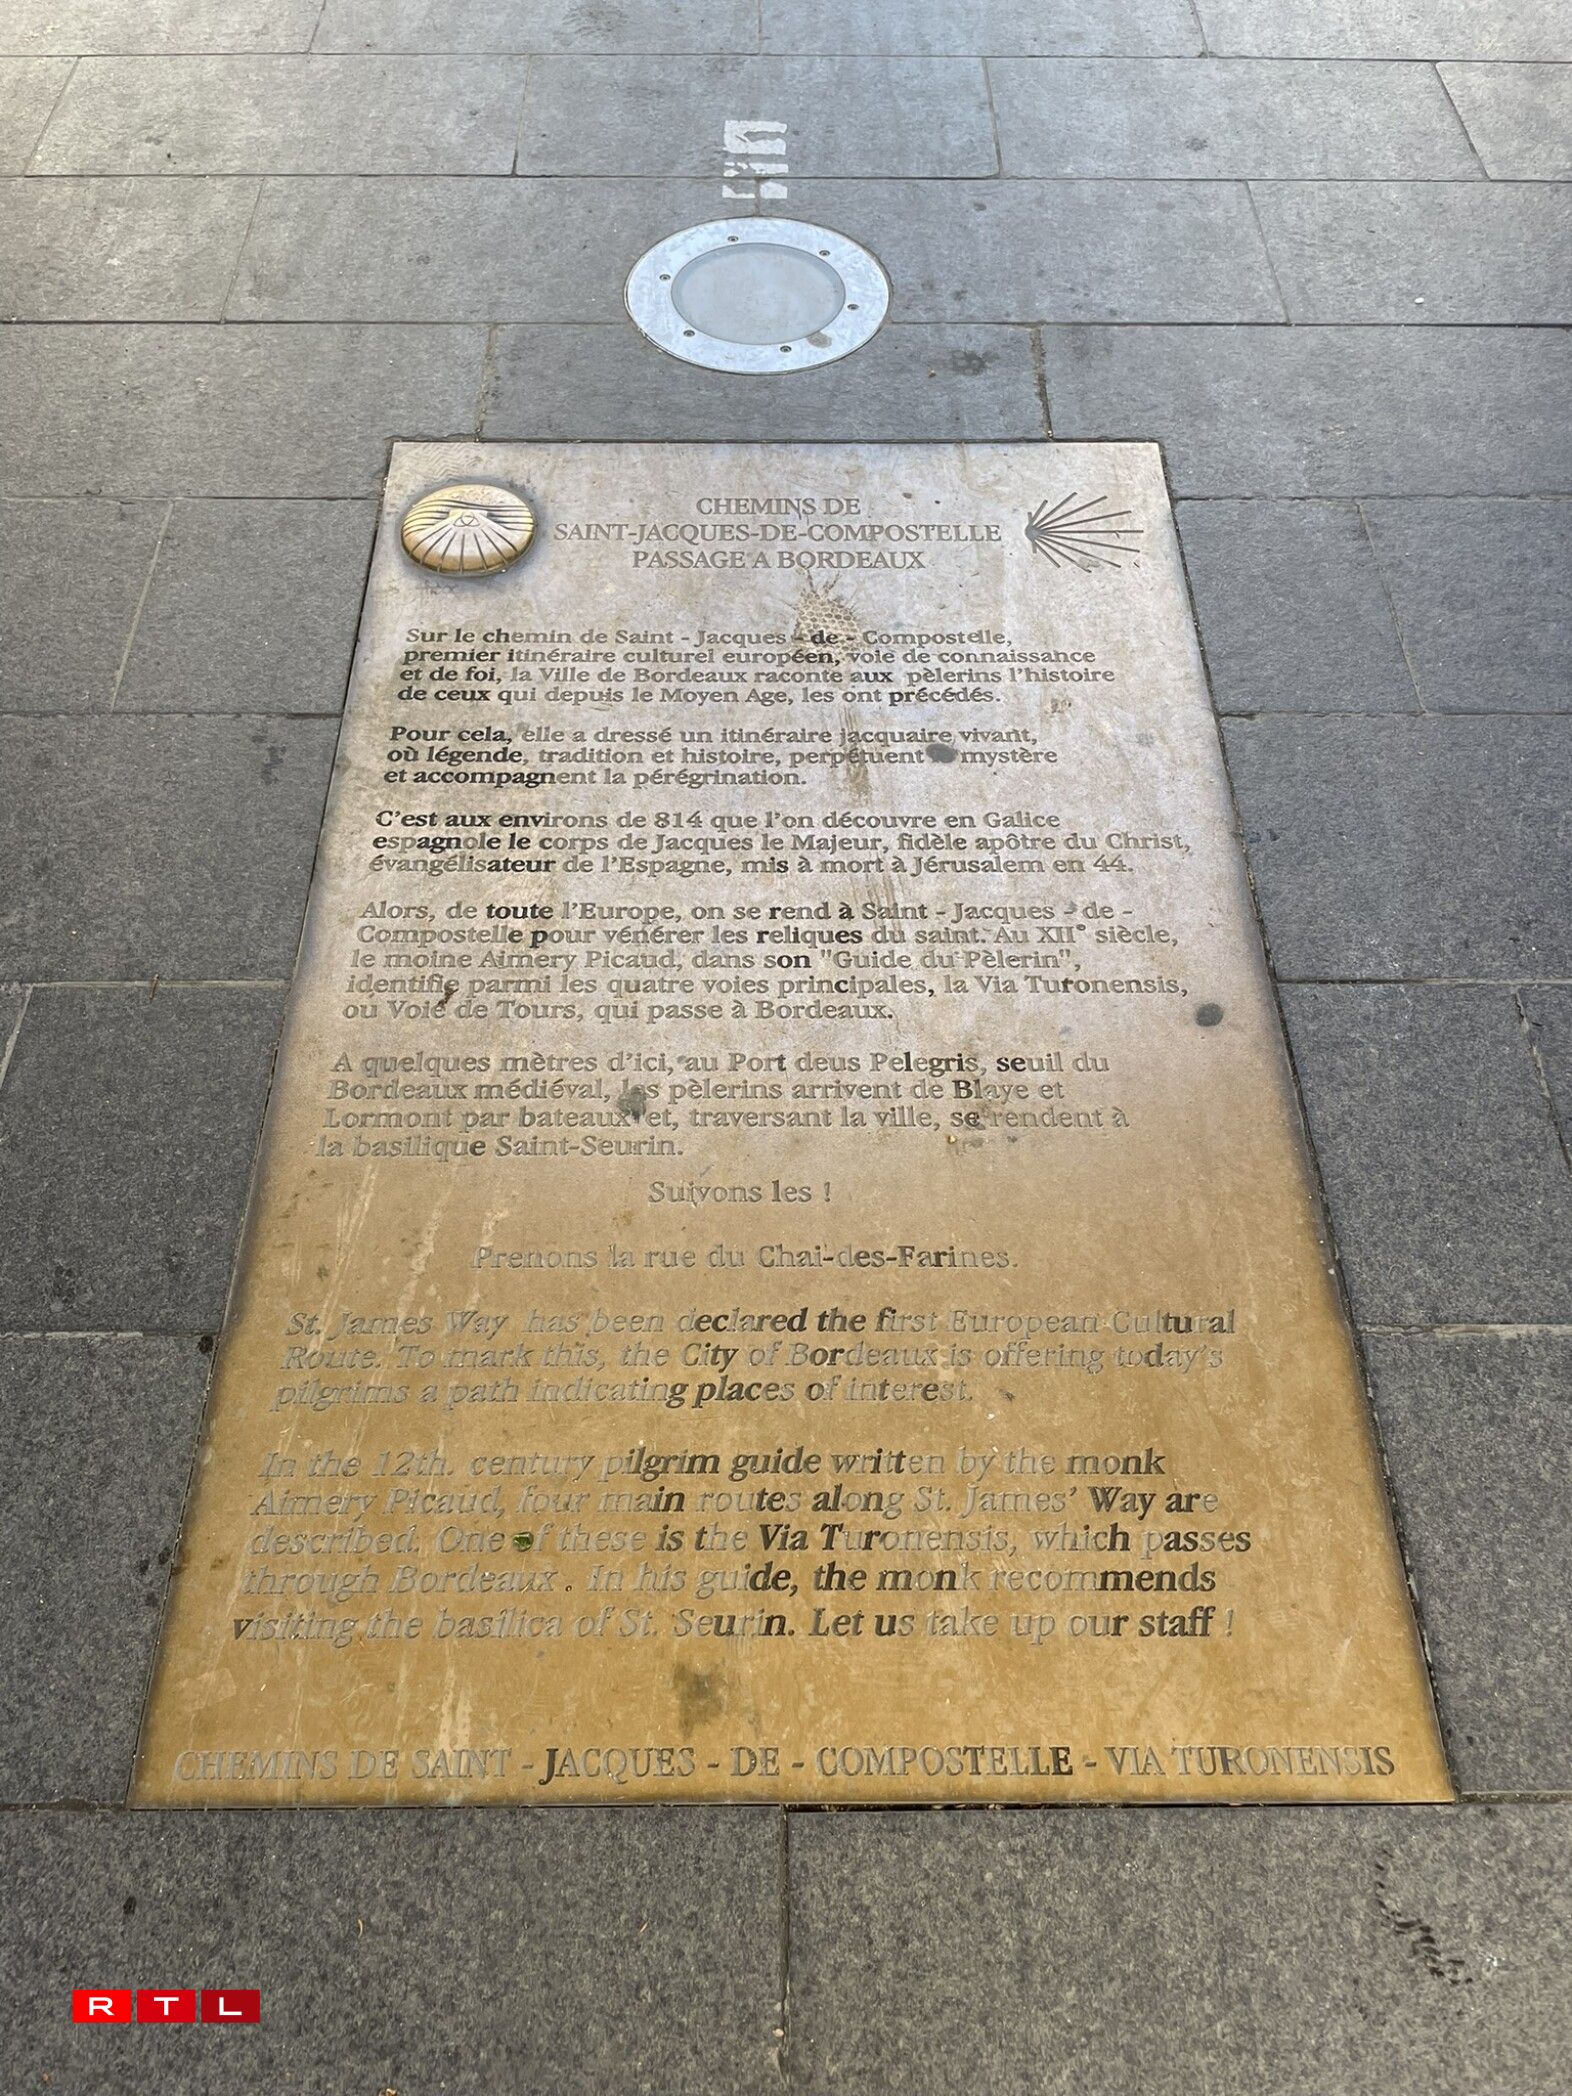 CHEMINS DE
SAINT-JACQUES-DE-COMPOSTELLE
PASSAGE A BORDEAUX
Sur le chemin de Saint - Jacques - de - Compostelle,
premier itinéraire culturel européen, voie de connaissance
et de foi, la Ville de Bordeaux raconte aux pèlerins l'histoire
de ceux qui depuis le Moyen Age, les ont précédés.
Pour cela, elle a dressé un itinéraire jacquaire vivant,
où légende, tradition et histoire, perpétuent mystère
et accompagnent la pérégrination.
C'est aux environs de 814 que l'on découvre en Galice
espagnole le corps de Jacques le Majeur, fidèle apôtre du Christ,
évangélisateur de l'Espagne, mis à mort à Jérusalem en 44.
Alors, de toute l'Europe, on se rend à Saint - Jacques - de -
Compostelle pour vénérer les reliques du saint. Au XII° siècle,
le moine Aimery Picaud, dans son "Guide du Pèlerin",
identifie parmi les quatre voies principales, la Via Turonensis,
ou Voie de Tours, qui passe à Bordeaux.
A quelques mètres d'ici, au Port deus Pelegris, seuil du
Bordeaux médiéval, les pèlerins arrivent de Blaye et
Lormont par bateaux et, traversant la ville, se rendent à
la basilique Saint-Seurin.
Suivons les !
Prenons la rue du Chai-des-Farines.
St. James Way has been declared the first European Cultural
Route. To mark this, the City of Bordeaux is offering today's
pilgrims a path indicating places of interest.
In the 12th. century pilgrim guide written by the monk
Aimery Picaud, four main routes along St. James' Way are
described. One of these is the Via Turonensis, which passes
through Bordeaux . In his guide, the monk recommends
visiting the basilica of St. Seurin. Let us take up our staff !
CHEMINS DE SAINT - JACQUES - DE - COMPOSTELLE - VIA TURONENSIS
RTL